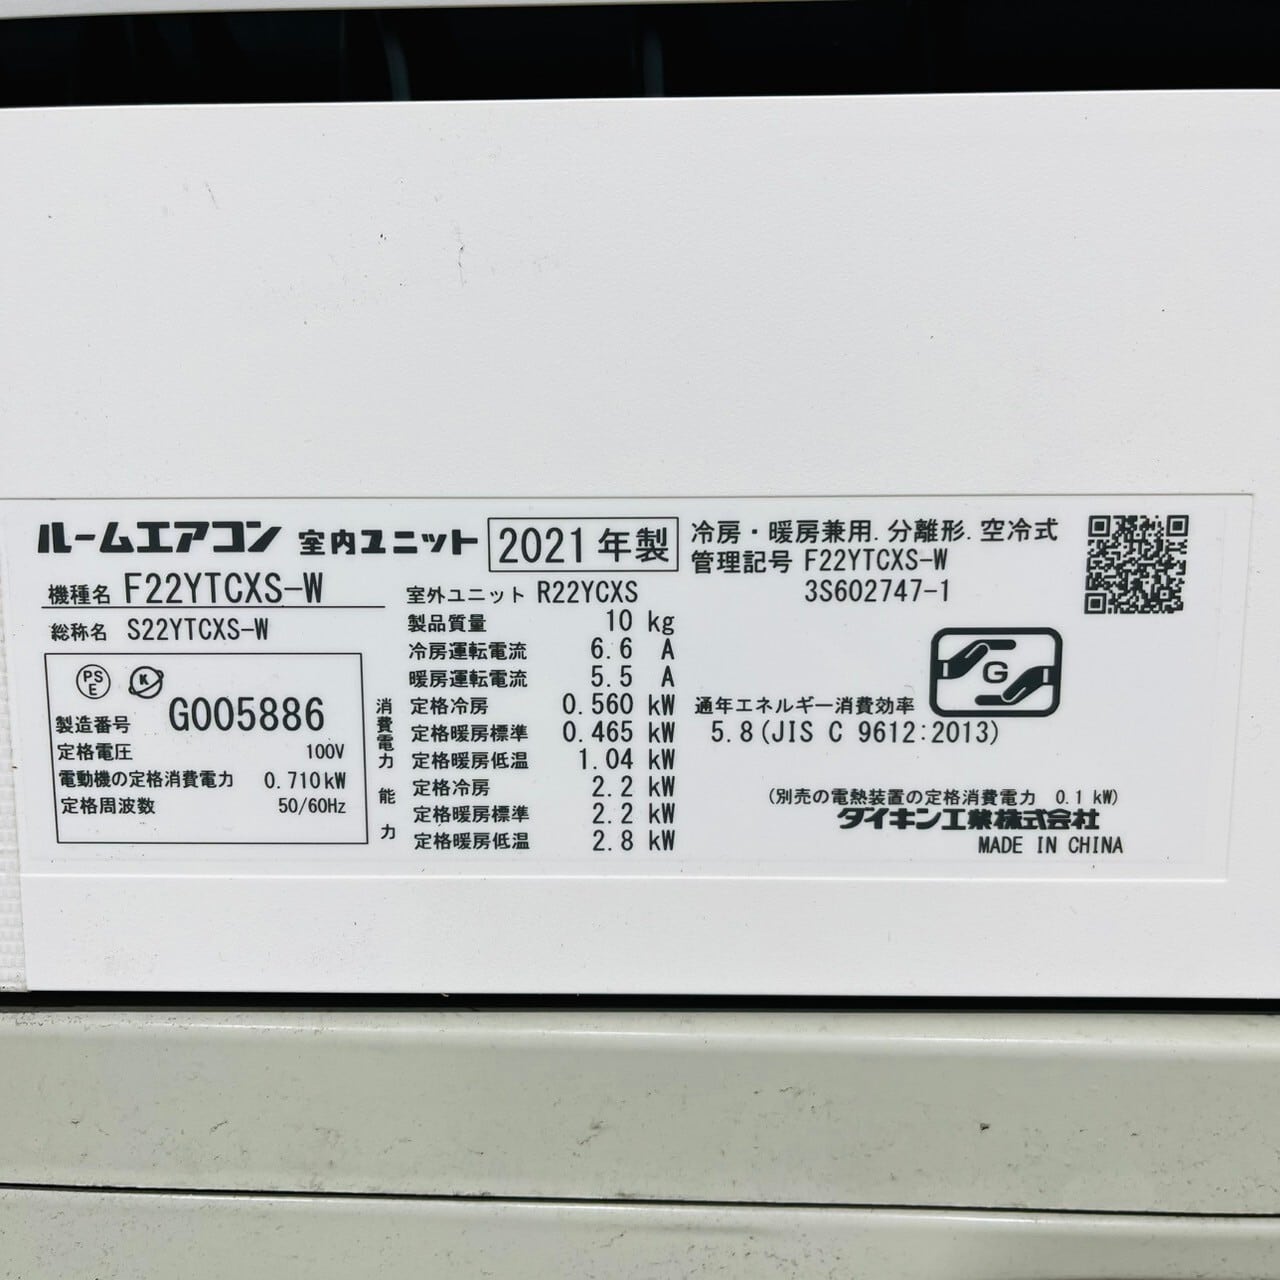 ルームエアコン 室内ユニット 2021年製
機種名 F22YTCXS-W
総称名 S22YTCXS-W
PS
E
K
製造番号 G005886
定格電圧 100V
電動機の定格消費電力 0.710kW
定格周波数 50/60Hz
室外ユニット R22YCXS
製品質量 10 kg
冷房運転電流 6.6 A
暖房運転電流 5.5 A
消費電力
定格冷房 0.560 kW
定格暖房標準 0.465 kW
定格暖房低温 1.04 kW
能力
定格冷房 2.2 kW
定格暖房標準 2.2 kW
定格暖房低温 2.8 kW
冷房・暖房兼用.分離形.空冷式
管理記号 F22YTCXS-W
3S602747-1
G
通年エネルギー消費効率
5.8(JIS C 9612:2013)
(別売の電熱装置の定格消費電力 0.1 kW)
ダイキン工業株式会社
MADE IN CHINA